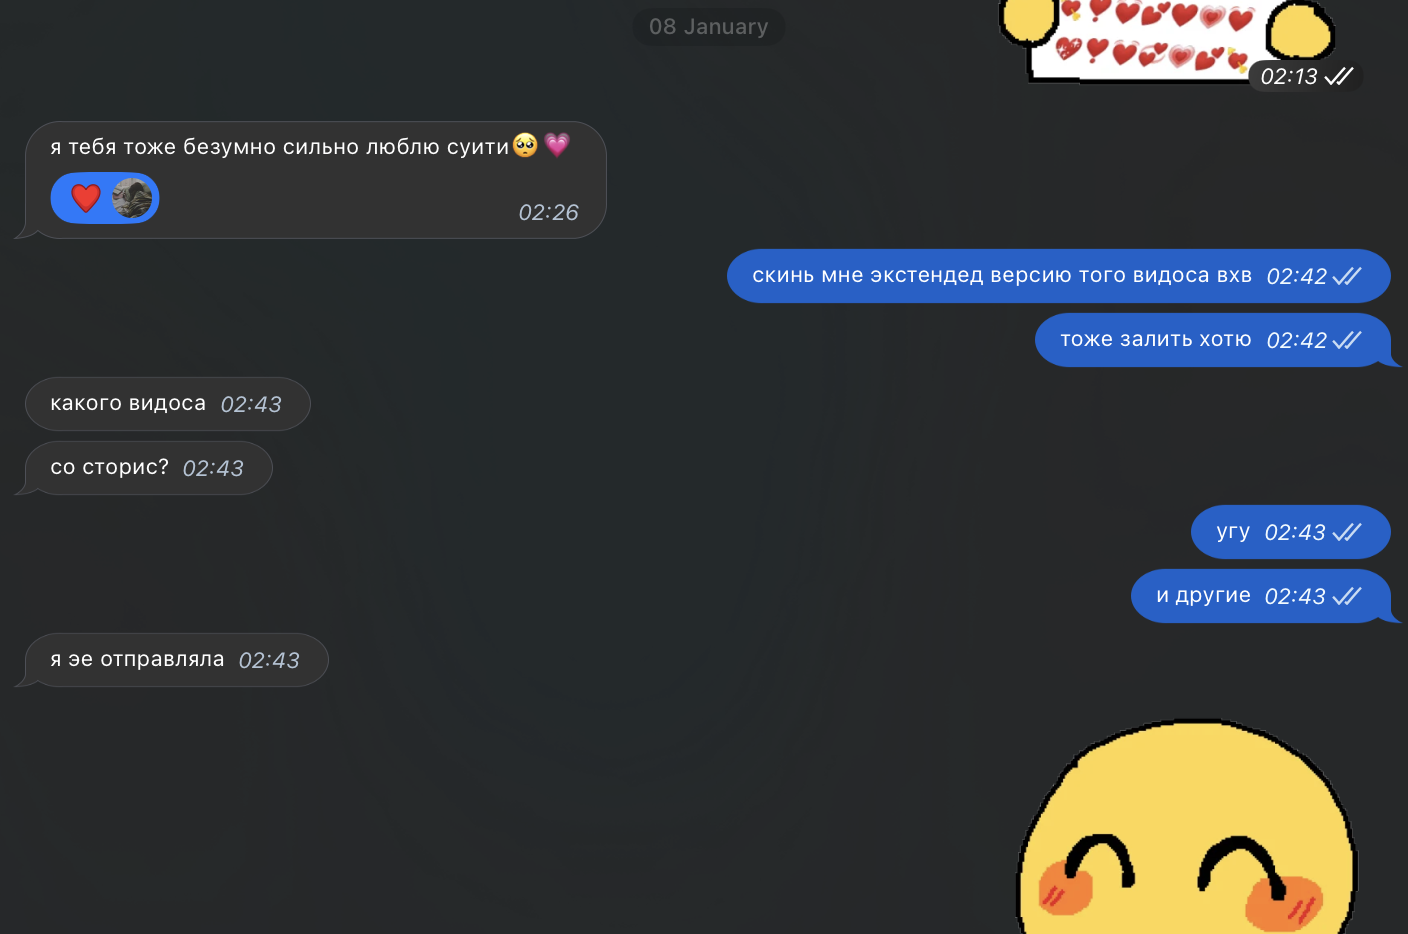 08 January
02:13
я тебя тоже безумно сильно люблю суити🥺💗
❤️
02:26
скинь мне экстендед версию того видоса вхв 02:42
тоже залить хотю 02:42
какого видоса 02:43
со сторис? 02:43
угу 02:43
и другие 02:43
я эе отправляла 02:43